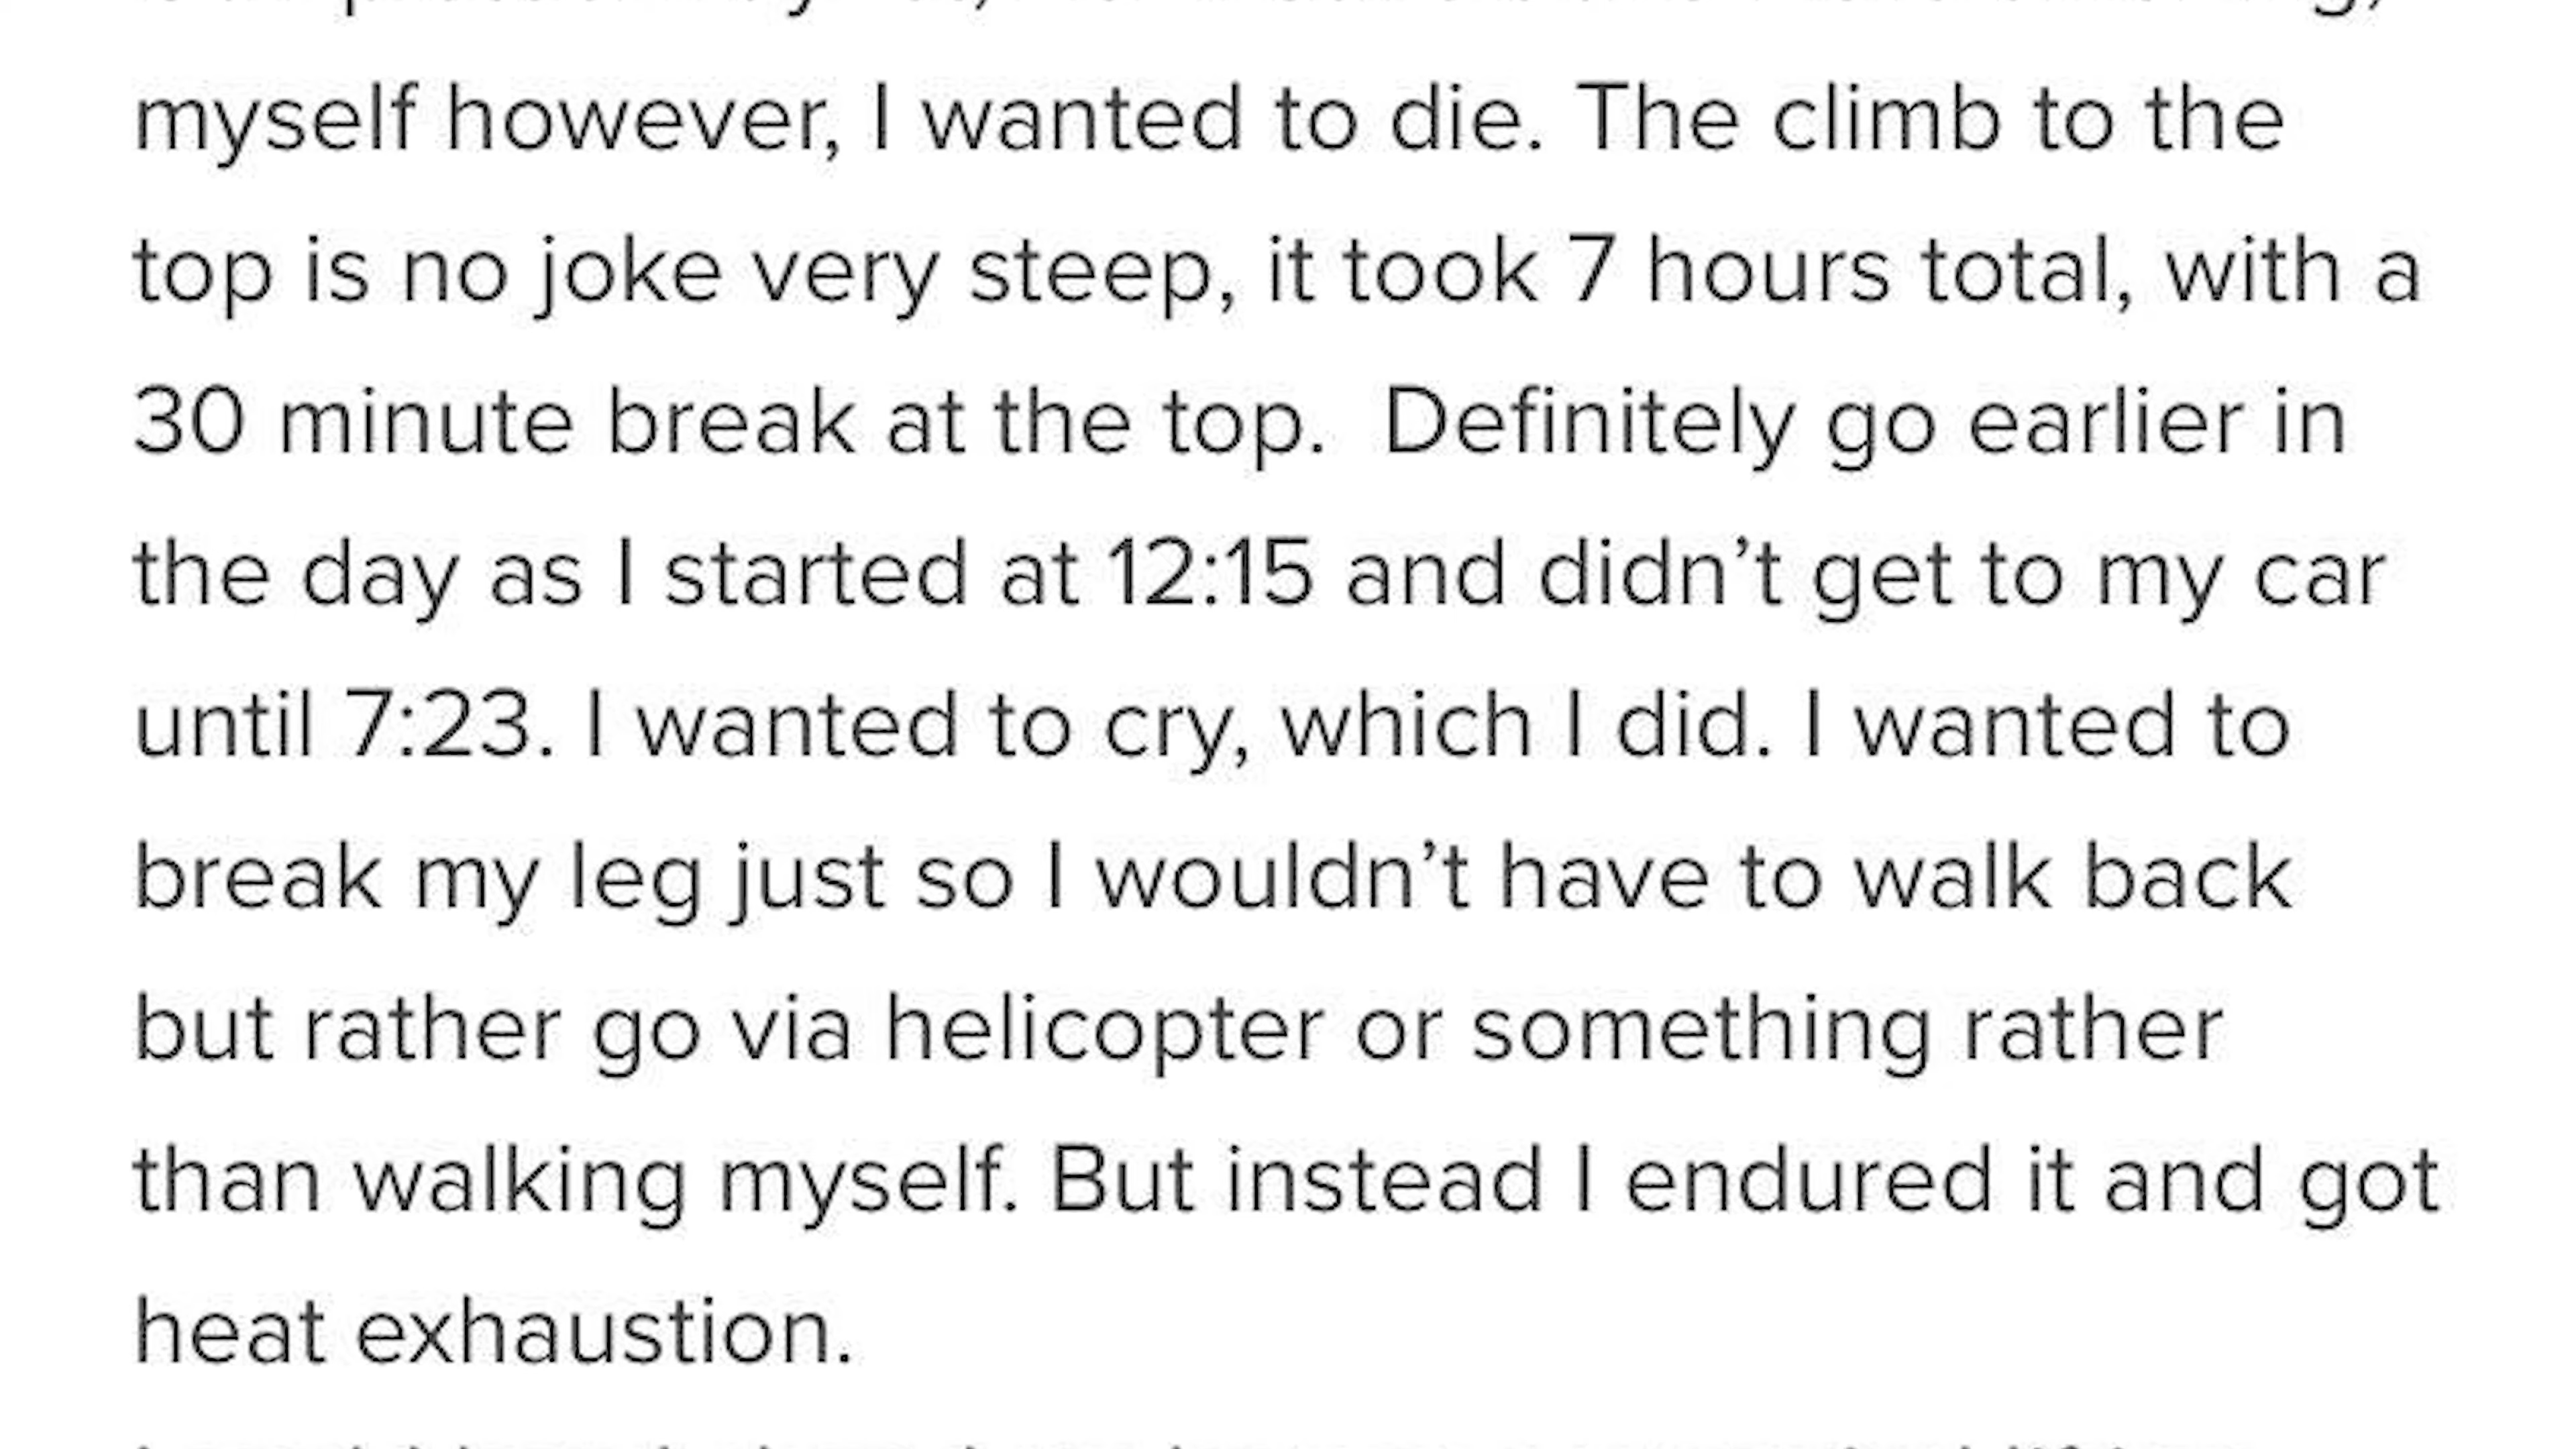 myself however, I wanted to die. The climb to the
top is no joke very steep, it took 7 hours total, with a
30 minute break at the top.  Definitely go earlier in
the day as I started at 12:15 and didn’t get to my car
until 7:23. I wanted to cry, which I did. I wanted to
break my leg just so I wouldn’t have to walk back
but rather go via helicopter or something rather
than walking myself. But instead I endured it and got
heat exhaustion.